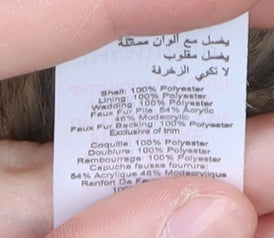 يغسل مع ألوان مماثلة
يغسل مقلوب
لا تكوي الزخرفة
Shell: 100% Polyester
Lining: 100% Polyester
Wadding: 100% Polyester
Faux Fur Pile: 54% Acrylic
46% Modacrylic
Faux Fur Backing: 100% Polyester
Exclusive of trim
Coquille: 100% Polyester
Doublure: 100% Polyester
Rembourrage: 100% Polyester
Capuche fausse fourrure:
54% Acrylique 46% Modacrylique
Renfort De